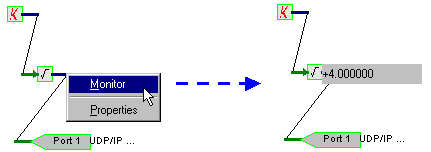 K
K
√
Monitor
√ +4.000000
Properties
Port 1 UDP/IP ...
Port 1 UDP/IP ...